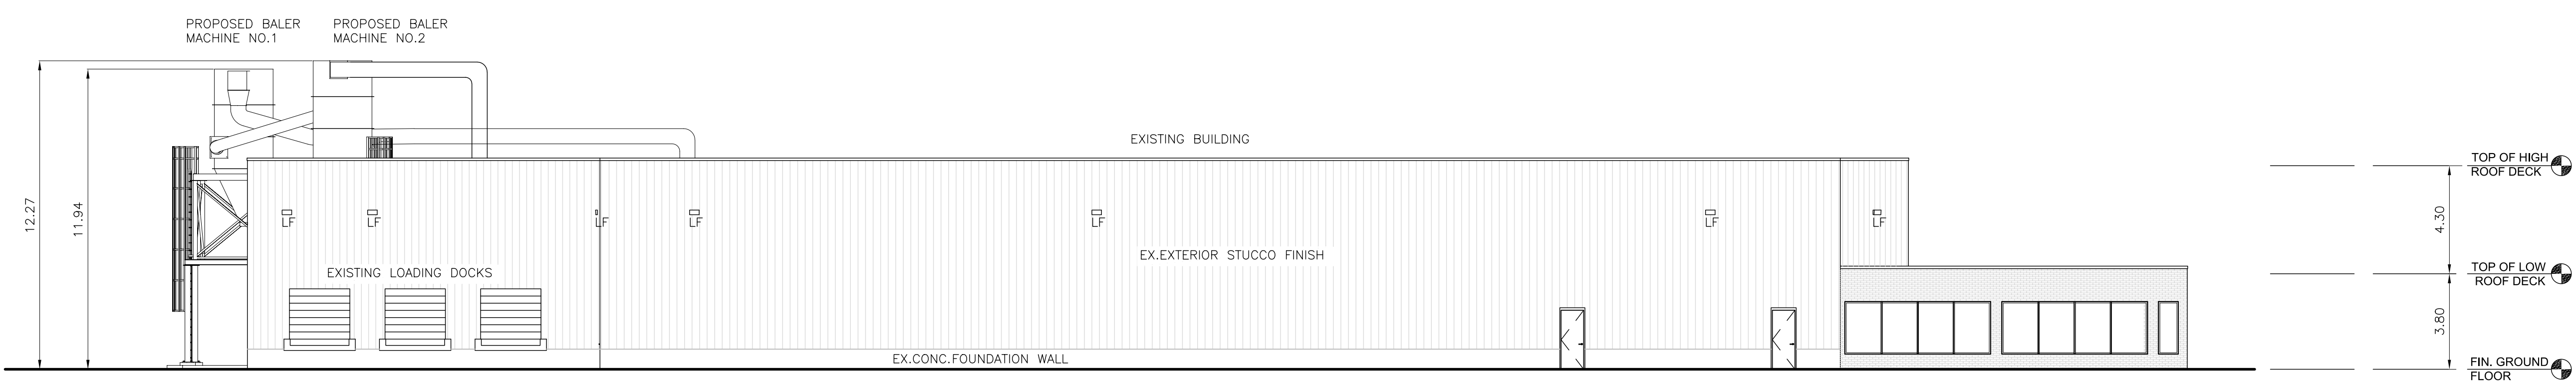 PROPOSED BALER
MACHINE NO.1
PROPOSED BALER
MACHINE NO.2
12.27
11.94
EXISTING BUILDING
LF
LF
LF
LF
LF
LF
LF
EX.EXTERIOR STUCCO FINISH
EXISTING LOADING DOCKS
EX.CONC.FOUNDATION WALL
TOP OF HIGH
ROOF DECK
4.30
TOP OF LOW
ROOF DECK
3.80
FIN. GROUND
FLOOR